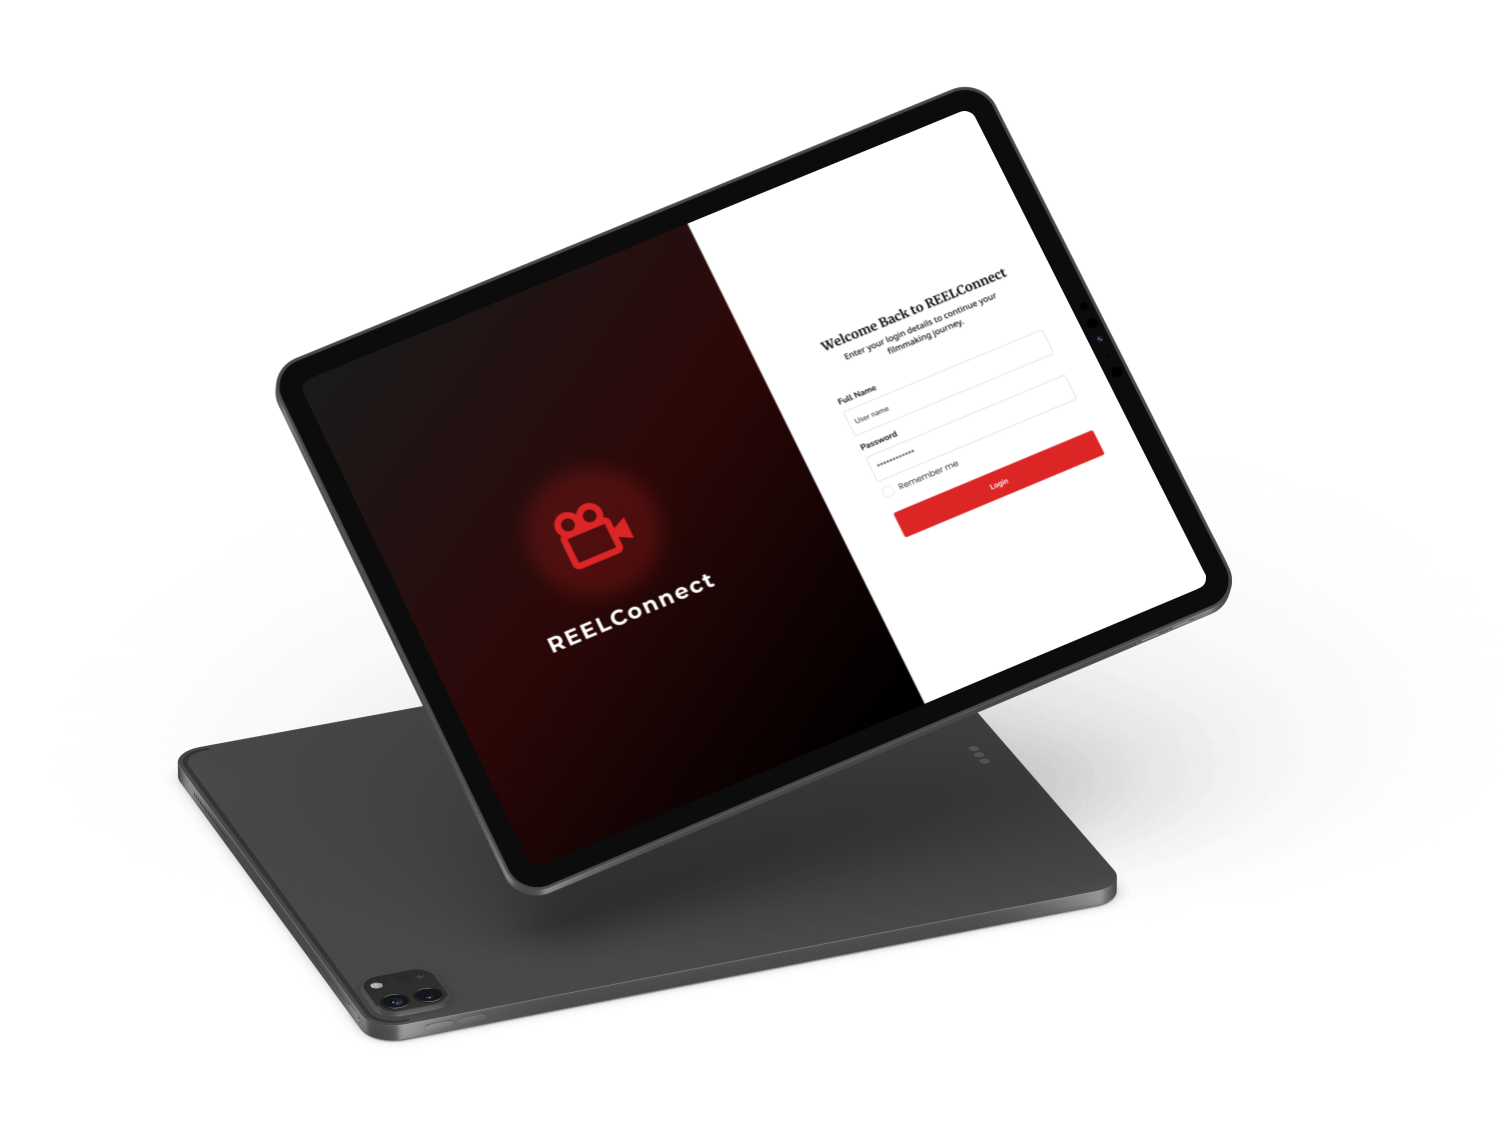 REELConnect
Welcome Back to REELConnect
Enter your login details to continue your
filmmaking journey.
Full Name
User name
Password
••••••••••••
Remember me
Login